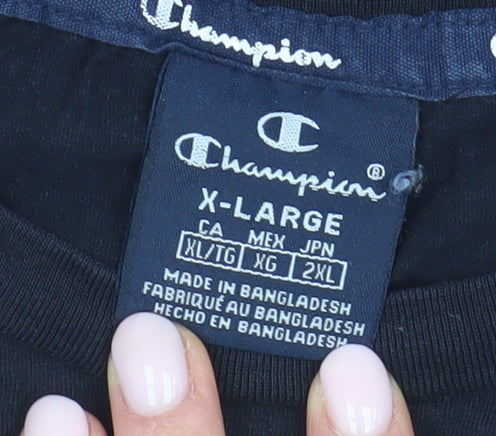 Champion
Champion®
X-LARGE
CA MEX JPN
XL/TG XG 2XL
MADE IN BANGLADESH
FABRIQUÉ AU BANGLADESH
HECHO EN BANGLADESH